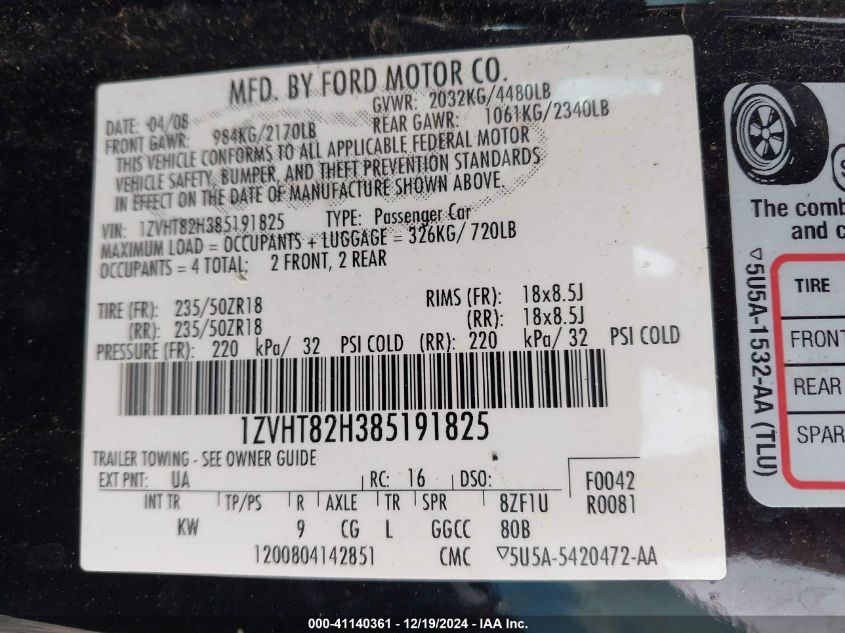 MFD. BY FORD MOTOR CO.
DATE: 04/08 GVWR: 2032KG/4480LB
FRONT GAWR: 984KG/2170LB REAR GAWR: 1061KG/2340LB
THIS VEHICLE CONFORMS TO ALL APPLICABLE FEDERAL MOTOR
VEHICLE SAFETY, BUMPER, AND THEFT PREVENTION STANDARDS
IN EFFECT ON THE DATE OF MANUFACTURE SHOWN ABOVE.
VIN: 1ZVHT82H385191825 TYPE: Passenger Car
MAXIMUM LOAD = OCCUPANTS + LUGGAGE = 326KG/ 720LB
OCCUPANTS = 4 TOTAL; 2 FRONT, 2 REAR
TIRE (FR): 235/50ZR18 RIMS (FR): 18x8.5J
(RR): 235/50ZR18 (RR): 18x8.5J
PRESSURE (FR): 220 kPa/ 32 PSI COLD (RR): 220 kPa/ 32 PSI COLD
1ZVHT82H385191825
TRAILER TOWING - SEE OWNER GUIDE
EXT PNT: UA RC: 16 DSO: F0042
INT TR TP/PS R AXLE TR SPR 8ZF1U R0081
KW 9 CG L GGCC 80B
1200804142851 CMC ▽5U5A-5420472-AA
The comb
and c
▽5U5A-1532-AA (TLU)
TIRE
FRONT
REAR
SPAR
000-41140361 - 12/19/2024 - IAA Inc.